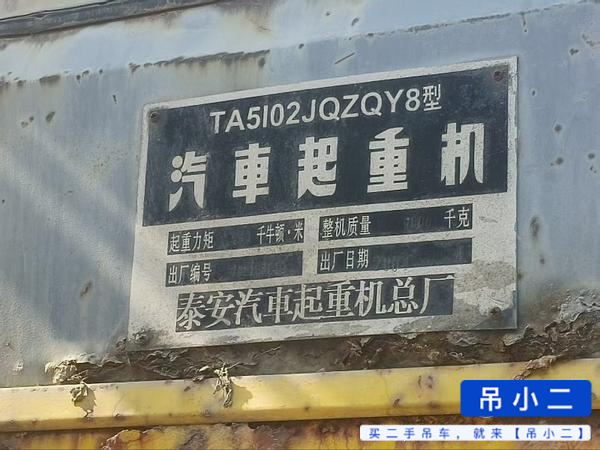 TA5I02JQZQY8型
汽車起重机
起重力矩 千牛顿·米 整机质量 千克
出厂编号 出厂日期
泰安汽車起重机总厂
吊小二
买二手吊车，就来【吊小二】